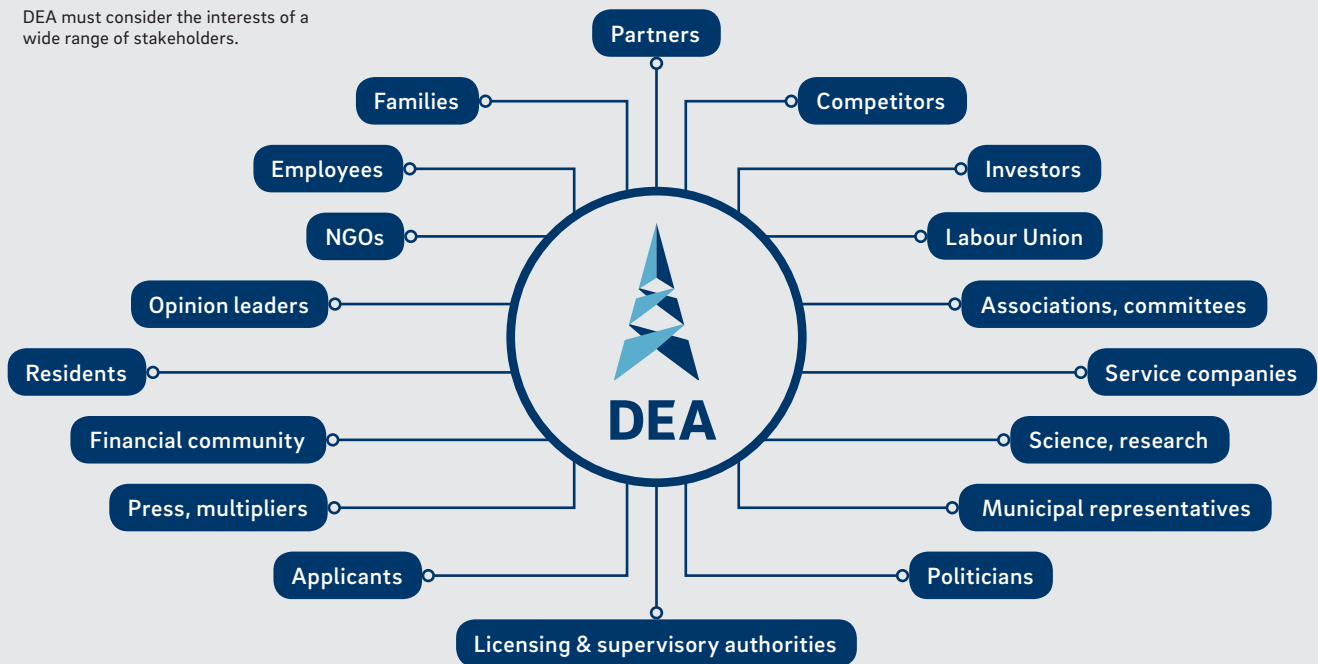 DEA must consider the interests of a
wide range of stakeholders.
Partners
Families
Competitors
Employees
Investors
NGOs
Labour Union
Opinion leaders
Associations, committees
Residents
Service companies
DEA
Financial community
Science, research
Press, multipliers
Municipal representatives
Applicants
Politicians
Licensing & supervisory authorities